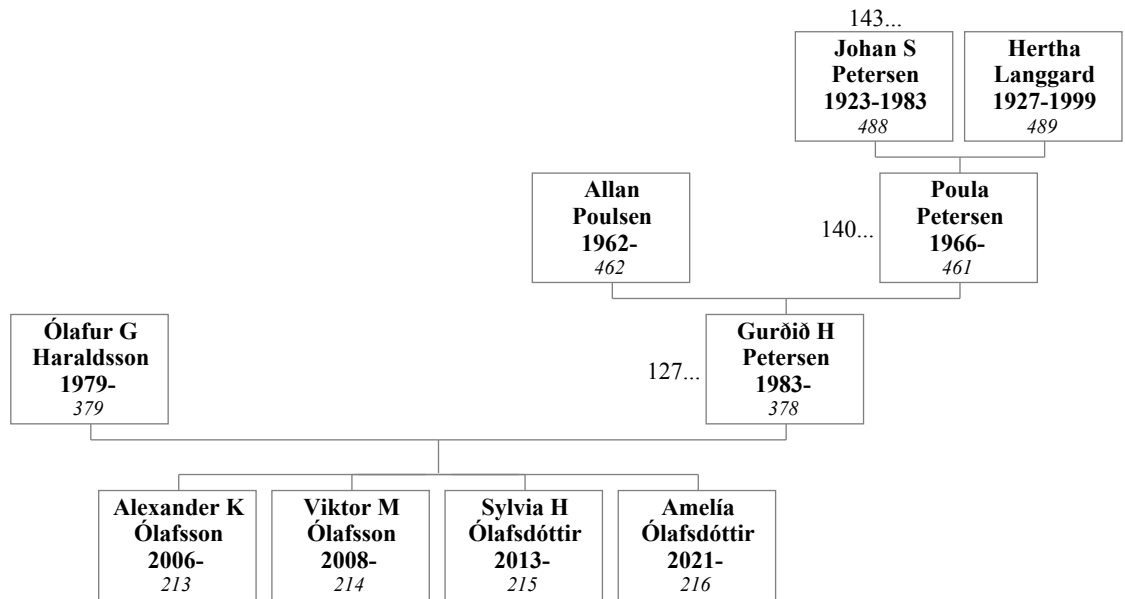 143...
Johan S
Petersen
1923-1983
488
Hertha
Langgard
1927-1999
489
Allan
Poulsen
1962-
462
140...
Poula
Petersen
1966-
461
Ólafur G
Haraldsson
1979-
379
127...
Gurðið H
Petersen
1983-
378
Alexander K
Ólafsson
2006-
213
Viktor M
Ólafsson
2008-
214
Sylvia H
Ólafsdóttir
2013-
215
Amelía
Ólafsdóttir
2021-
216